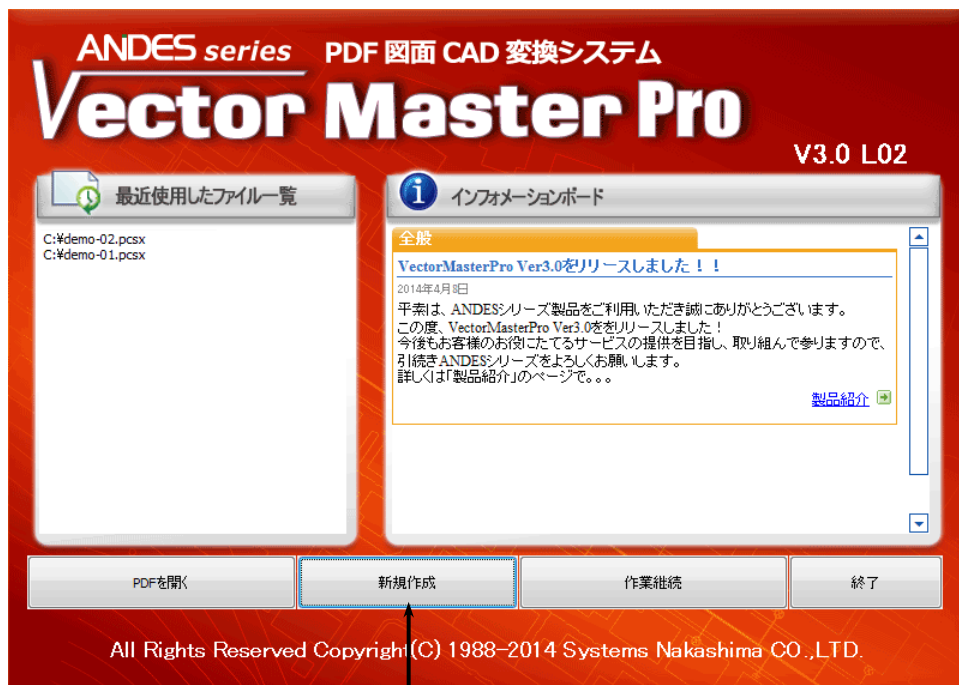 ANDES series PDF 図面 CAD 変換システム
Vector Master Pro
V3.0 L02
最近使用したファイル一覧
C:¥demo-02.pcsx
C:¥demo-01.pcsx
インフォメーションボード
全般
VectorMasterPro Ver3.0をリリースしました！！
2014年4月8日
平素は、ANDESシリーズ製品をご利用いただき誠にありがとうございます。
この度、VectorMasterPro Ver3.0ををリリースしました！
今後もお客様のお役にたてるサービスの提供を目指し、取り組んで参りますので、
引続きANDESシリーズをよろしくお願いします。
詳しくは「製品紹介」のページで。。。
製品紹介
PDFを開く
新規作成
作業継続
終了
All Rights Reserved Copyright(C) 1988-2014 Systems Nakashima CO.,LTD.